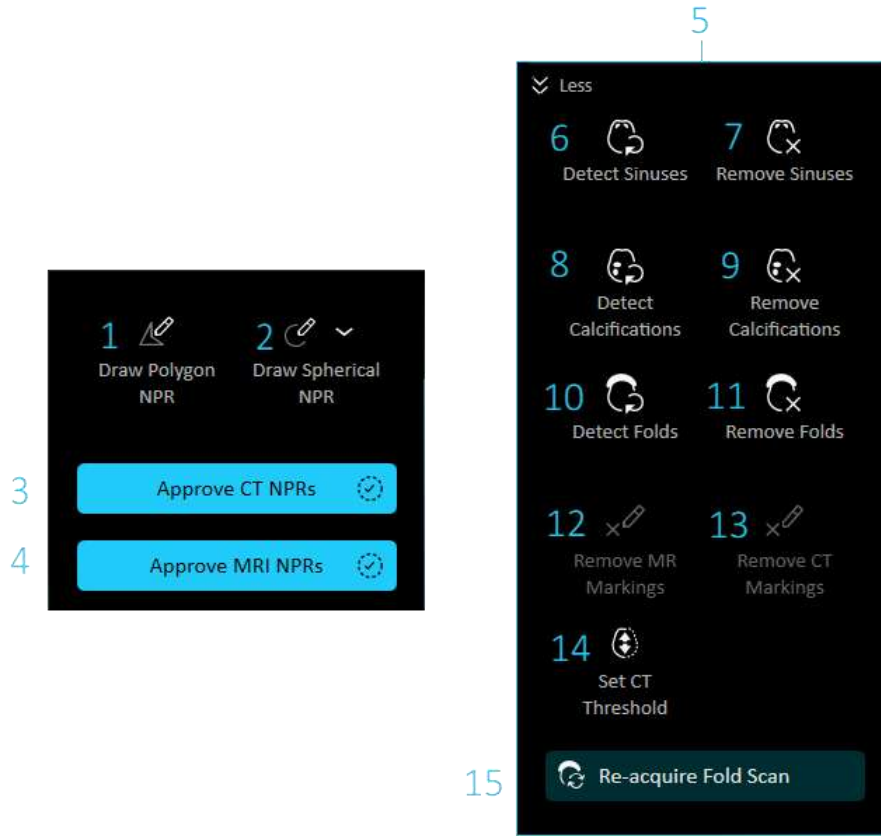 1
2
Draw Polygon
NPR
Draw Spherical
NPR
3
Approve CT NPRs
4
Approve MRI NPRs
5
Less
6
7
Detect Sinuses
Remove Sinuses
8
9
Detect
Calcifications
Remove
Calcifications
10
11
Detect Folds
Remove Folds
12
13
Remove MR
Markings
Remove CT
Markings
14
Set CT
Threshold
15
Re-acquire Fold Scan